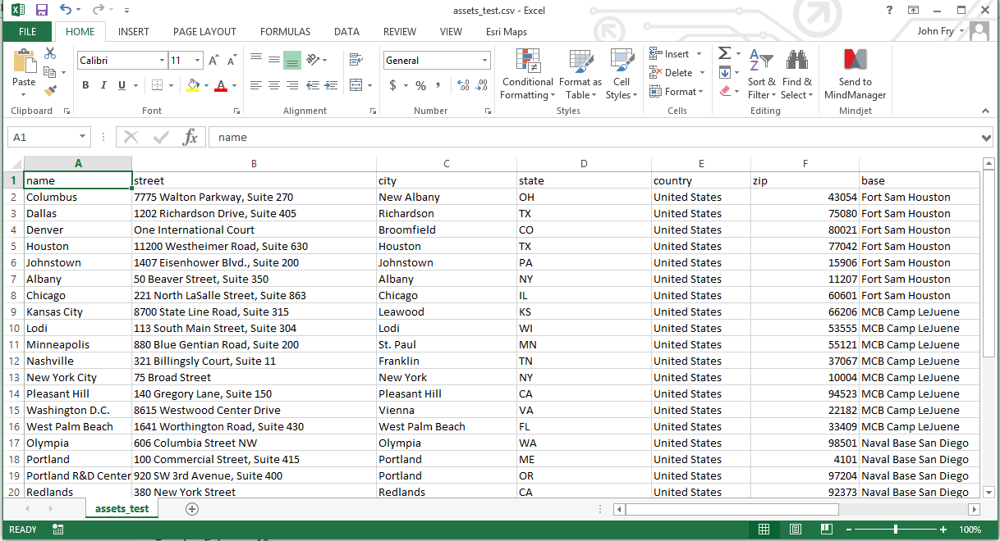 assets_test.csv - Excel
?
FILE HOME INSERT PAGE LAYOUT FORMULAS DATA REVIEW VIEW Esri Maps John Fry
Paste
Clipboard
Calibri 11 A A
B I U A
Font
Alignment
General
$ % , .0 .00 .00 .0
Number
Conditional Formatting
Format as Table
Cell Styles
Styles
Insert
Delete
Format
Cells
Σ
A Z
Sort & Filter
Find & Select
Editing
Send to MindManager
Mindjet
A1 fx name
A B C D E F
1 name street city state country zip base
2 Columbus 7775 Walton Parkway, Suite 270 New Albany OH United States 43054 Fort Sam Houston
3 Dallas 1202 Richardson Drive, Suite 405 Richardson TX United States 75080 Fort Sam Houston
4 Denver One International Court Broomfield CO United States 80021 Fort Sam Houston
5 Houston 11200 Westheimer Road, Suite 630 Houston TX United States 77042 Fort Sam Houston
6 Johnstown 1407 Eisenhower Blvd., Suite 200 Johnstown PA United States 15906 Fort Sam Houston
7 Albany 50 Beaver Street, Suite 350 Albany NY United States 11207 Fort Sam Houston
8 Chicago 221 North LaSalle Street, Suite 863 Chicago IL United States 60601 Fort Sam Houston
9 Kansas City 8700 State Line Road, Suite 315 Leawood KS United States 66206 MCB Camp LeJuene
10 Lodi 113 South Main Street, Suite 304 Lodi WI United States 53555 MCB Camp LeJuene
11 Minneapolis 880 Blue Gentian Road, Suite 200 St. Paul MN United States 55121 MCB Camp LeJuene
12 Nashville 321 Billingsly Court, Suite 11 Franklin TN United States 37067 MCB Camp LeJuene
13 New York City 75 Broad Street New York NY United States 10004 MCB Camp LeJuene
14 Pleasant Hill 140 Gregory Lane, Suite 150 Pleasant Hill CA United States 94523 MCB Camp LeJuene
15 Washington D.C. 8615 Westwood Center Drive Vienna VA United States 22182 MCB Camp LeJuene
16 West Palm Beach 1641 Worthington Road, Suite 430 West Palm Beach FL United States 33409 MCB Camp LeJuene
17 Olympia 606 Columbia Street NW Olympia WA United States 98501 Naval Base San Diego
18 Portland 100 Commercial Street, Suite 415 Portland ME United States 4101 Naval Base San Diego
19 Portland R&D Center 920 SW 3rd Avenue, Suite 400 Portland OR United States 97204 Naval Base San Diego
20 Redlands 380 New York Street Redlands CA United States 92373 Naval Base San Diego
assets_test
READY 100%